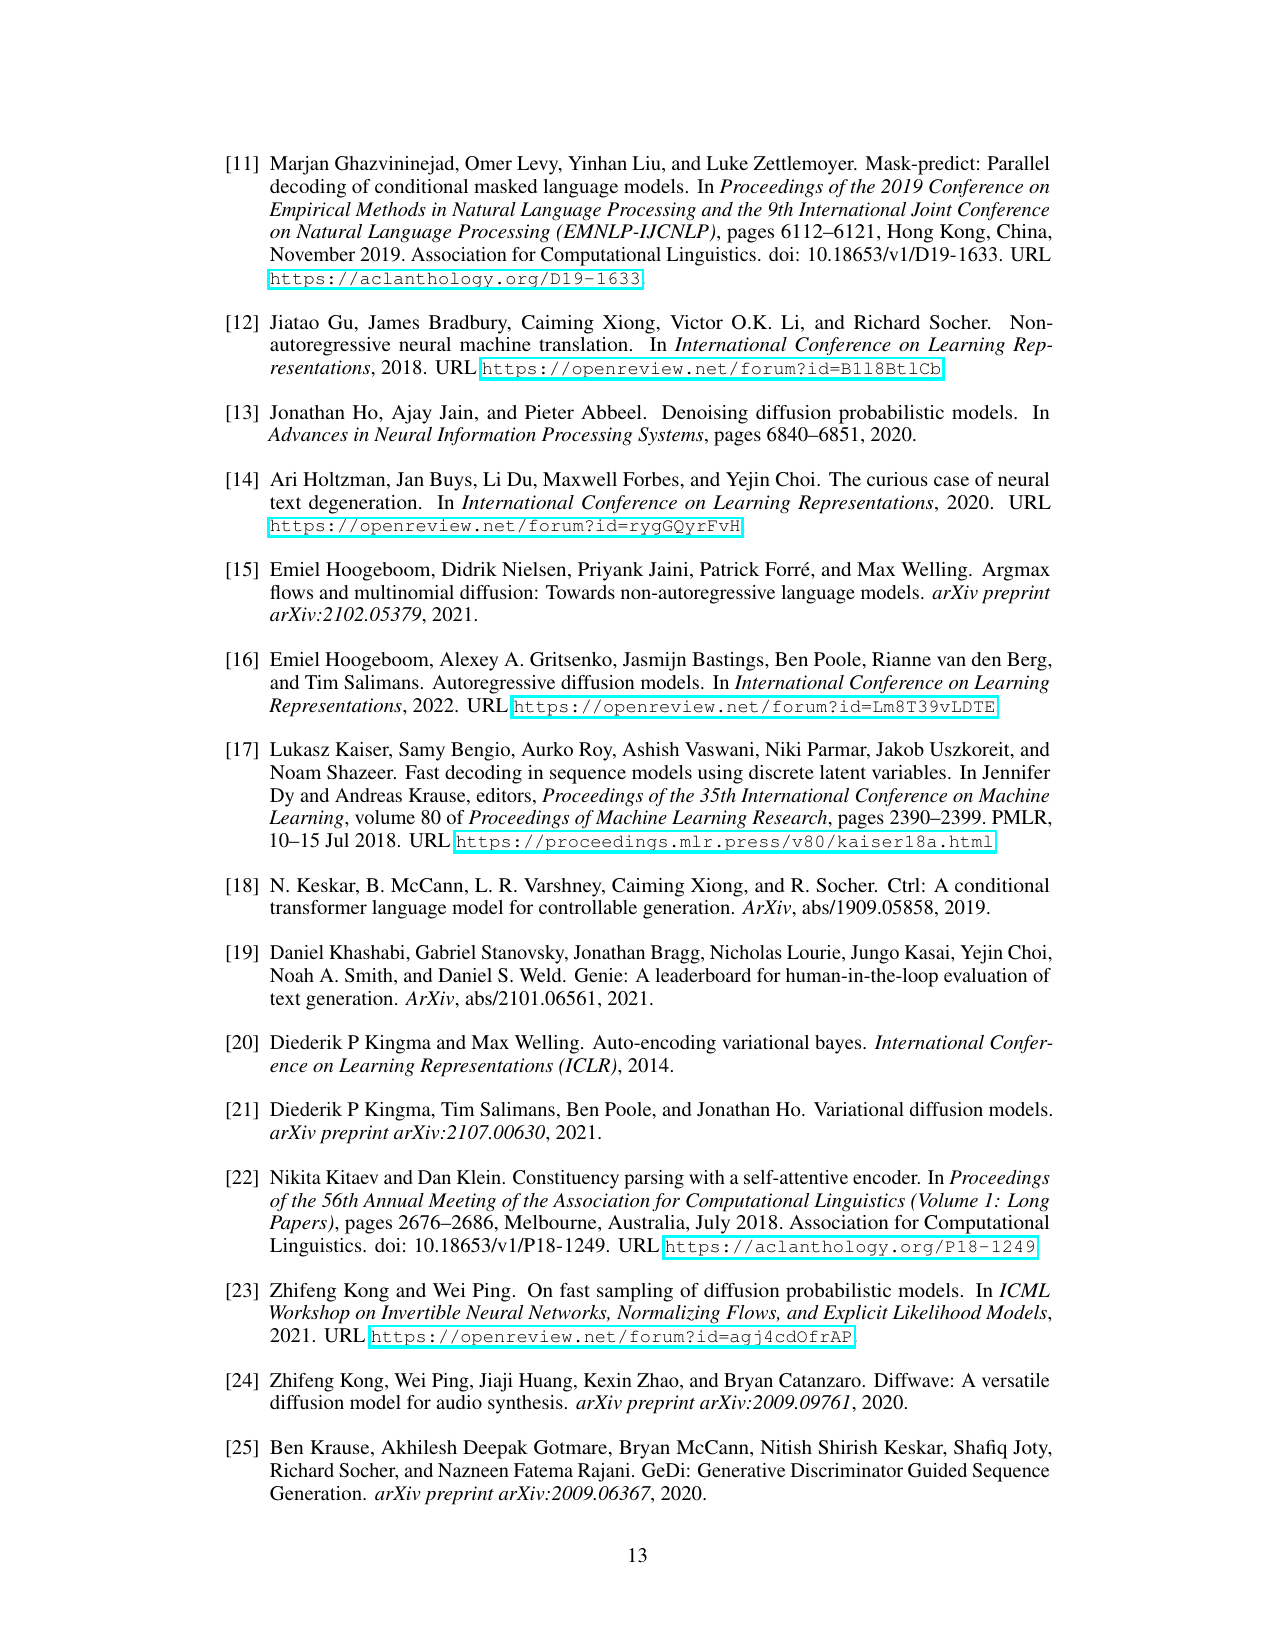 [11] Marjan Ghazvininejad, Omer Levy, Yinhan Liu, and Luke Zettlemoyer. Mask-predict: Parallel
decoding of conditional masked language models. In Proceedings of the 2019 Conference on
Empirical Methods in Natural Language Processing and the 9th International Joint Conference
on Natural Language Processing (EMNLP-IJCNLP), pages 6112–6121, Hong Kong, China,
November 2019. Association for Computational Linguistics. doi: 10.18653/v1/D19-1633. URL
https://aclanthology.org/D19-1633.
[12] Jiatao Gu, James Bradbury, Caiming Xiong, Victor O.K. Li, and Richard Socher. Non-
autoregressive neural machine translation. In International Conference on Learning Rep-
resentations, 2018. URL https://openreview.net/forum?id=B1l8BtlCb.
[13] Jonathan Ho, Ajay Jain, and Pieter Abbeel. Denoising diffusion probabilistic models. In
Advances in Neural Information Processing Systems, pages 6840–6851, 2020.
[14] Ari Holtzman, Jan Buys, Li Du, Maxwell Forbes, and Yejin Choi. The curious case of neural
text degeneration. In International Conference on Learning Representations, 2020. URL
https://openreview.net/forum?id=rygGQyrFvH.
[15] Emiel Hoogeboom, Didrik Nielsen, Priyank Jaini, Patrick Forré, and Max Welling. Argmax
flows and multinomial diffusion: Towards non-autoregressive language models. arXiv preprint
arXiv:2102.05379, 2021.
[16] Emiel Hoogeboom, Alexey A. Gritsenko, Jasmijn Bastings, Ben Poole, Rianne van den Berg,
and Tim Salimans. Autoregressive diffusion models. In International Conference on Learning
Representations, 2022. URL https://openreview.net/forum?id=Lm8T39vLDTE.
[17] Lukasz Kaiser, Samy Bengio, Aurko Roy, Ashish Vaswani, Niki Parmar, Jakob Uszkoreit, and
Noam Shazeer. Fast decoding in sequence models using discrete latent variables. In Jennifer
Dy and Andreas Krause, editors, Proceedings of the 35th International Conference on Machine
Learning, volume 80 of Proceedings of Machine Learning Research, pages 2390–2399. PMLR,
10–15 Jul 2018. URL https://proceedings.mlr.press/v80/kaiser18a.html.
[18] N. Keskar, B. McCann, L. R. Varshney, Caiming Xiong, and R. Socher. Ctrl: A conditional
transformer language model for controllable generation. ArXiv, abs/1909.05858, 2019.
[19] Daniel Khashabi, Gabriel Stanovsky, Jonathan Bragg, Nicholas Lourie, Jungo Kasai, Yejin Choi,
Noah A. Smith, and Daniel S. Weld. Genie: A leaderboard for human-in-the-loop evaluation of
text generation. ArXiv, abs/2101.06561, 2021.
[20] Diederik P Kingma and Max Welling. Auto-encoding variational bayes. International Confer-
ence on Learning Representations (ICLR), 2014.
[21] Diederik P Kingma, Tim Salimans, Ben Poole, and Jonathan Ho. Variational diffusion models.
arXiv preprint arXiv:2107.00630, 2021.
[22] Nikita Kitaev and Dan Klein. Constituency parsing with a self-attentive encoder. In Proceedings
of the 56th Annual Meeting of the Association for Computational Linguistics (Volume 1: Long
Papers), pages 2676–2686, Melbourne, Australia, July 2018. Association for Computational
Linguistics. doi: 10.18653/v1/P18-1249. URL https://aclanthology.org/P18-1249.
[23] Zhifeng Kong and Wei Ping. On fast sampling of diffusion probabilistic models. In ICML
Workshop on Invertible Neural Networks, Normalizing Flows, and Explicit Likelihood Models,
2021. URL https://openreview.net/forum?id=agj4cdOfrAP.
[24] Zhifeng Kong, Wei Ping, Jiaji Huang, Kexin Zhao, and Bryan Catanzaro. Diffwave: A versatile
diffusion model for audio synthesis. arXiv preprint arXiv:2009.09761, 2020.
[25] Ben Krause, Akhilesh Deepak Gotmare, Bryan McCann, Nitish Shirish Keskar, Shafiq Joty,
Richard Socher, and Nazneen Fatema Rajani. GeDi: Generative Discriminator Guided Sequence
Generation. arXiv preprint arXiv:2009.06367, 2020.
13